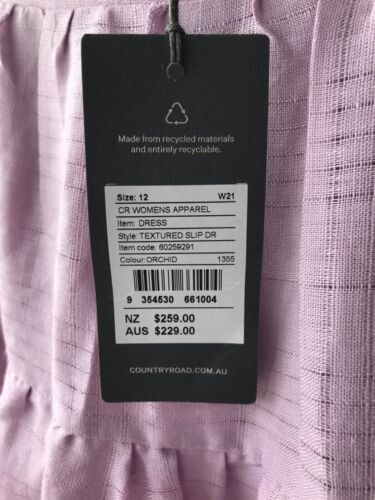 Made from recycled materials
and entirely recyclable.
Size: 12 W21
CR WOMENS APPAREL
Item: DRESS
Style: TEXTURED SLIP DR
Item code: 60259291
Colour:ORCHID 1355
9 354530 661004
NZ $259.00
AUS $229.00
COUNTRYROAD.COM.AU